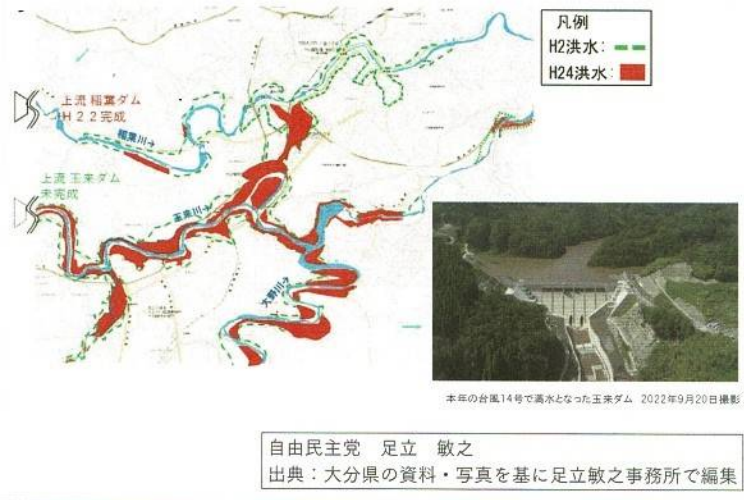 凡例
H2洪水:
H24洪水:
上流 稲葉ダム
H22完成
稲葉川→
上流 玉来ダム
未完成
玉来川→
大野川→
本年の台風14号で満水となった玉来ダム 2022年9月20日撮影
自由民主党 足立 敏之
出典：大分県の資料・写真を基に足立敏之事務所で編集